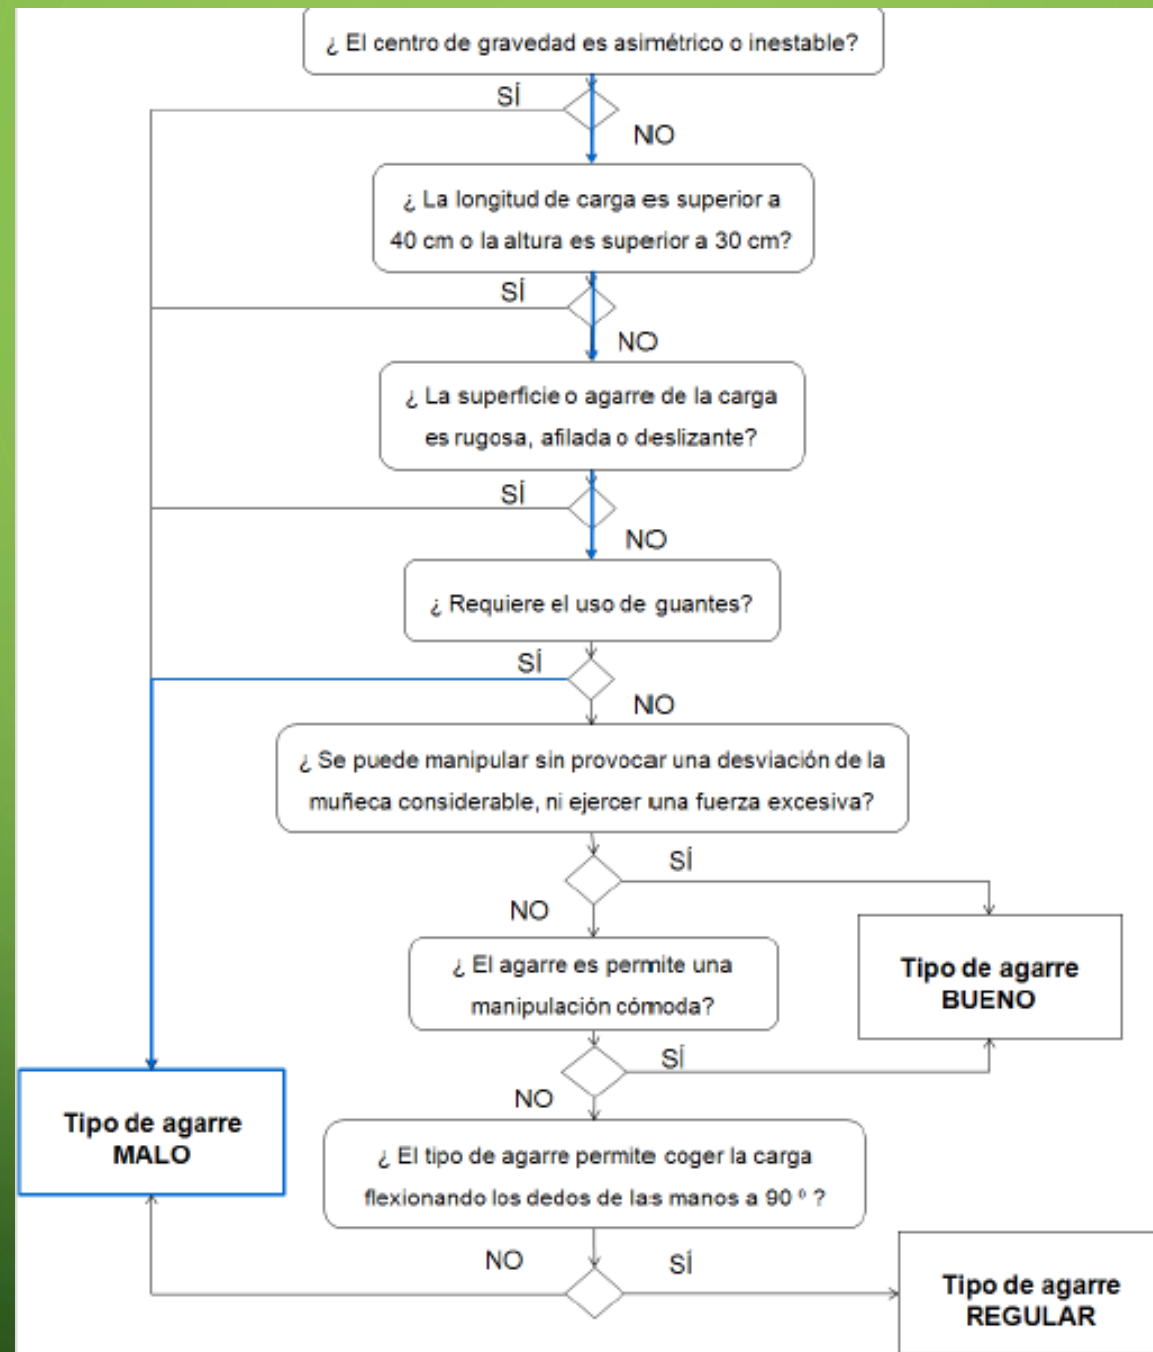 ¿ El centro de gravedad es asimétrico o inestable?
SÍ
NO
¿ La longitud de carga es superior a
40 cm o la altura es superior a 30 cm?
SÍ
NO
¿ La superficie o agarre de la carga
es rugosa, afilada o deslizante?
SÍ
NO
¿ Requiere el uso de guantes?
SÍ
NO
¿ Se puede manipular sin provocar una desviación de la
muñeca considerable, ni ejercer una fuerza excesiva?
SÍ
NO
¿ El agarre es permite una
manipulación cómoda?
Tipo de agarre
BUENO
SÍ
NO
Tipo de agarre
MALO
¿ El tipo de agarre permite coger la carga
flexionando los dedos de las manos a 90 º ?
NO
SÍ
Tipo de agarre
REGULAR